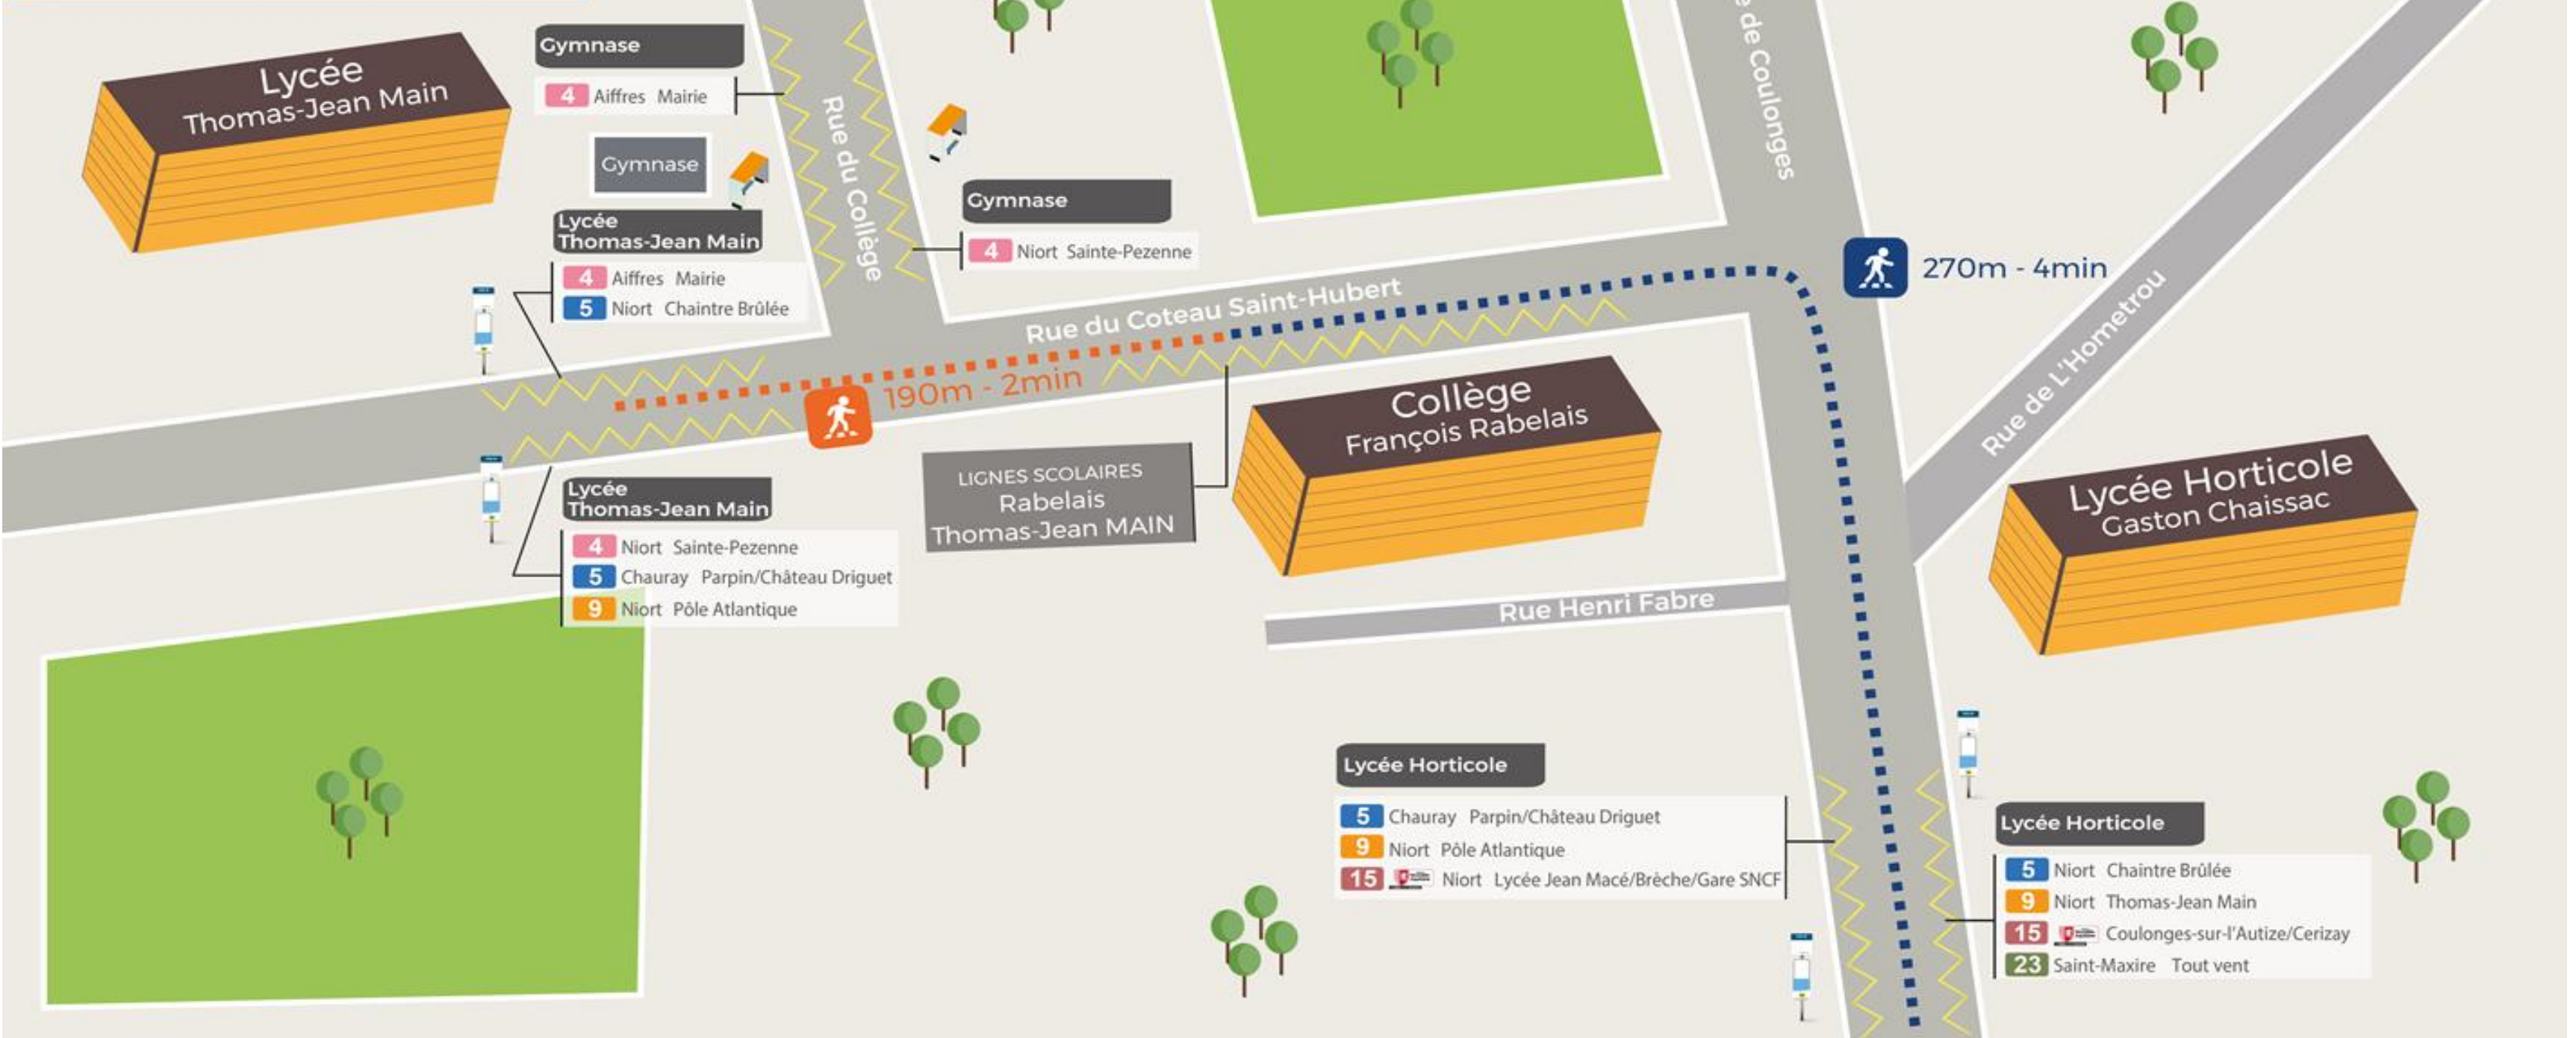 Lycée
Thomas-Jean Main
Gymnase
4 Aiffres Mairie
Gymnase
Lycée
Thomas-Jean Main
4 Aiffres Mairie
5 Niort Chaintre Brûlée
Rue du Collège
Gymnase
4 Niort Sainte-Pezenne
de Coulonges
270m - 4min
Rue du Coteau Saint-Hubert
190m - 2min
Rue de L'Hometrou
Lycée
Thomas-Jean Main
4 Niort Sainte-Pezenne
5 Chauray Parpin/Château Driguet
9 Niort Pôle Atlantique
LIGNES SCOLAIRES
Rabelais
Thomas-Jean MAIN
Collège
François Rabelais
Lycée Horticole
Gaston Chaissac
Rue Henri Fabre
Lycée Horticole
5 Chauray Parpin/Château Driguet
9 Niort Pôle Atlantique
15 Niort Lycée Jean Macé/Brèche/Gare SNCF
Lycée Horticole
5 Niort Chaintre Brûlée
9 Niort Thomas-Jean Main
15 Coulonges-sur-l'Autize/Cerizay
23 Saint-Maxire Tout vent